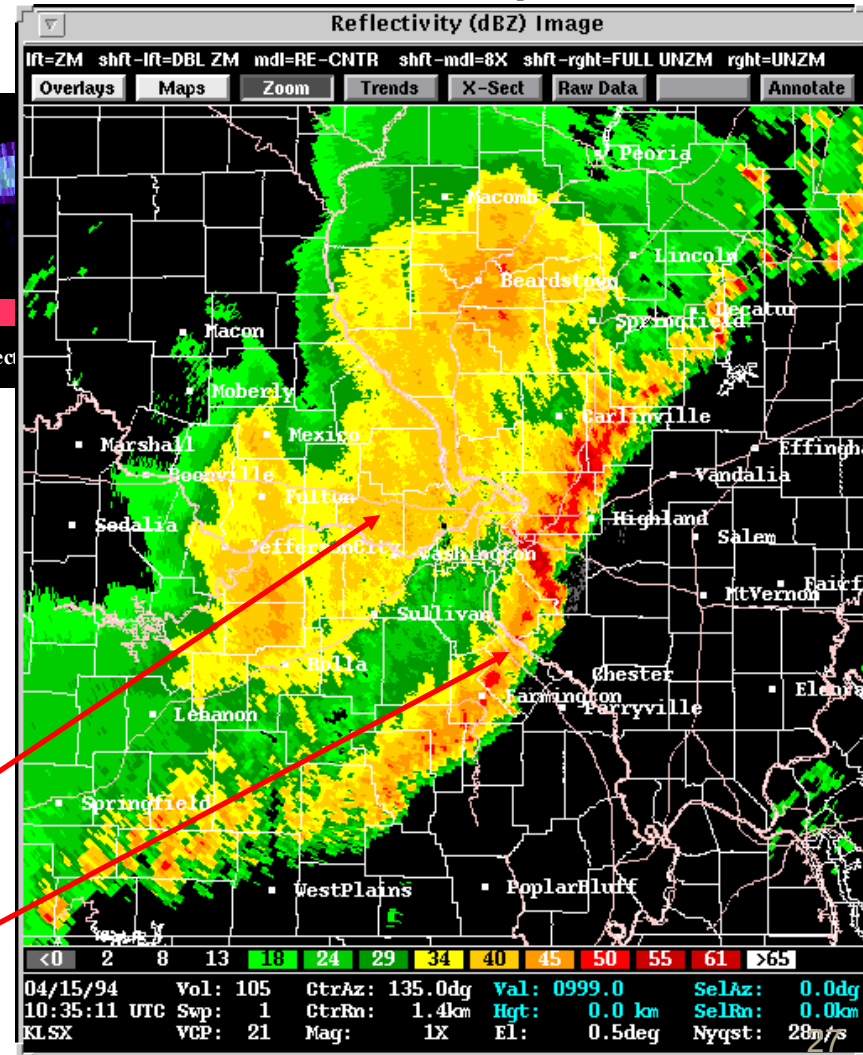 Reflectivity (dBZ) Image
lft=ZM shft-lft=DBL ZM mdl=RE-CNTR shft-mdl=8X shft-rght=FULL UNZM rght=UNZM
Overlays Maps Zoom Trends X-Sect Raw Data Annotate
Peoria
Macomb
Lincoln
Beardstown
Decatur
Springfield
Macon
Moberly
Carlinville
Mexico
Marshall
Effingh
Boonville
Vandalia
Fulton
Sedalia
Highland
Salem
JeffersonCity
Washington
MtVernon
Fairf
Sullivan
Rolla
Chester
Farmington
Perryville
Lebanon
Springfield
WestPlains
PoplarBluff
<0 2 8 13 18 24 29 34 40 45 50 55 61 >65
04/15/94 Vol: 105 CtrAz: 135.0dg Val: 0999.0 SelAz: 0.0dg
10:35:11 UTC Swp: 1 CtrRn: 1.4km Hgt: 0.0 km SelRn: 0.0km
KLSX VCP: 21 Mag: 1X El: 0.5deg Nyqst: 28m/s
27